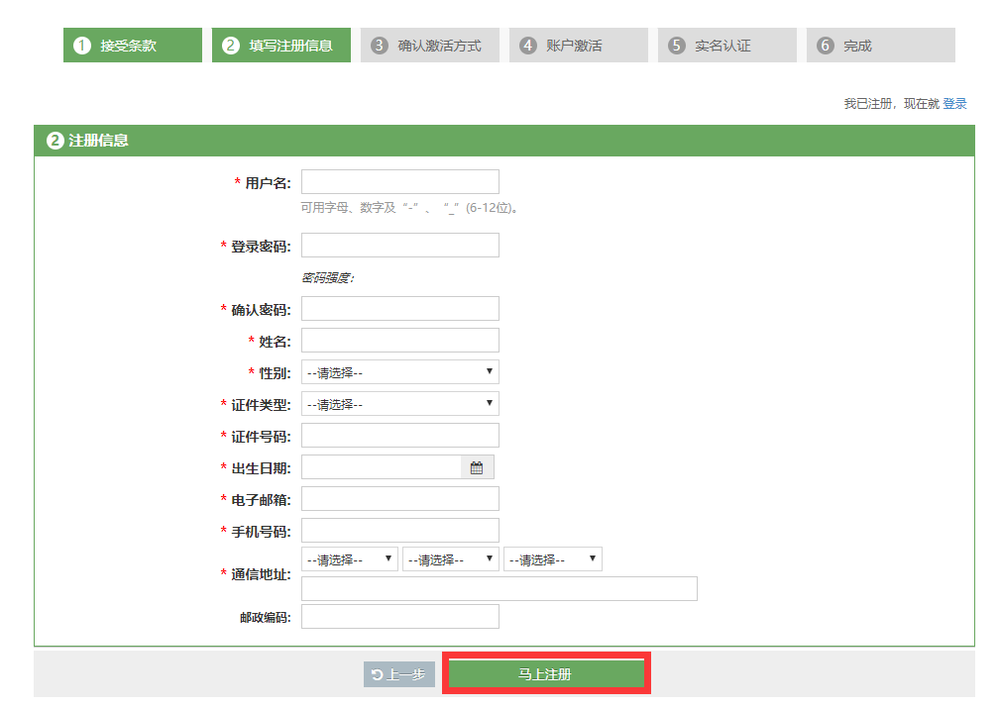 1 接受条款 2 填写注册信息 3 确认激活方式 4 账户激活 5 实名认证 6 完成
我已注册，现在就 登录
2 注册信息
* 用户名:
可用字母、数字及“-”、“_”(6-12位)。
* 登录密码:
密码强度:
* 确认密码:
* 姓名:
* 性别: --请选择--
* 证件类型: --请选择--
* 证件号码:
* 出生日期:
* 电子邮箱:
* 手机号码:
--请选择-- --请选择-- --请选择--
* 通信地址:
邮政编码:
上一步 马上注册